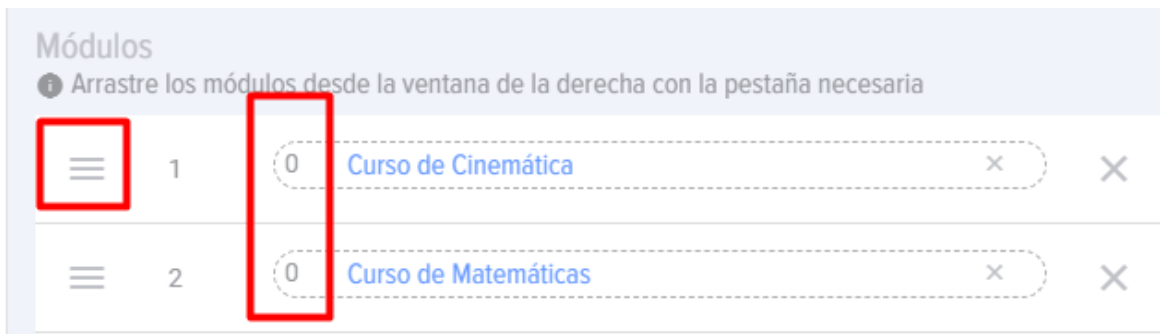 Módulos
Arrastre los módulos desde la ventana de la derecha con la pestaña necesaria
1 0 Curso de Cinemática
2 0 Curso de Matemáticas